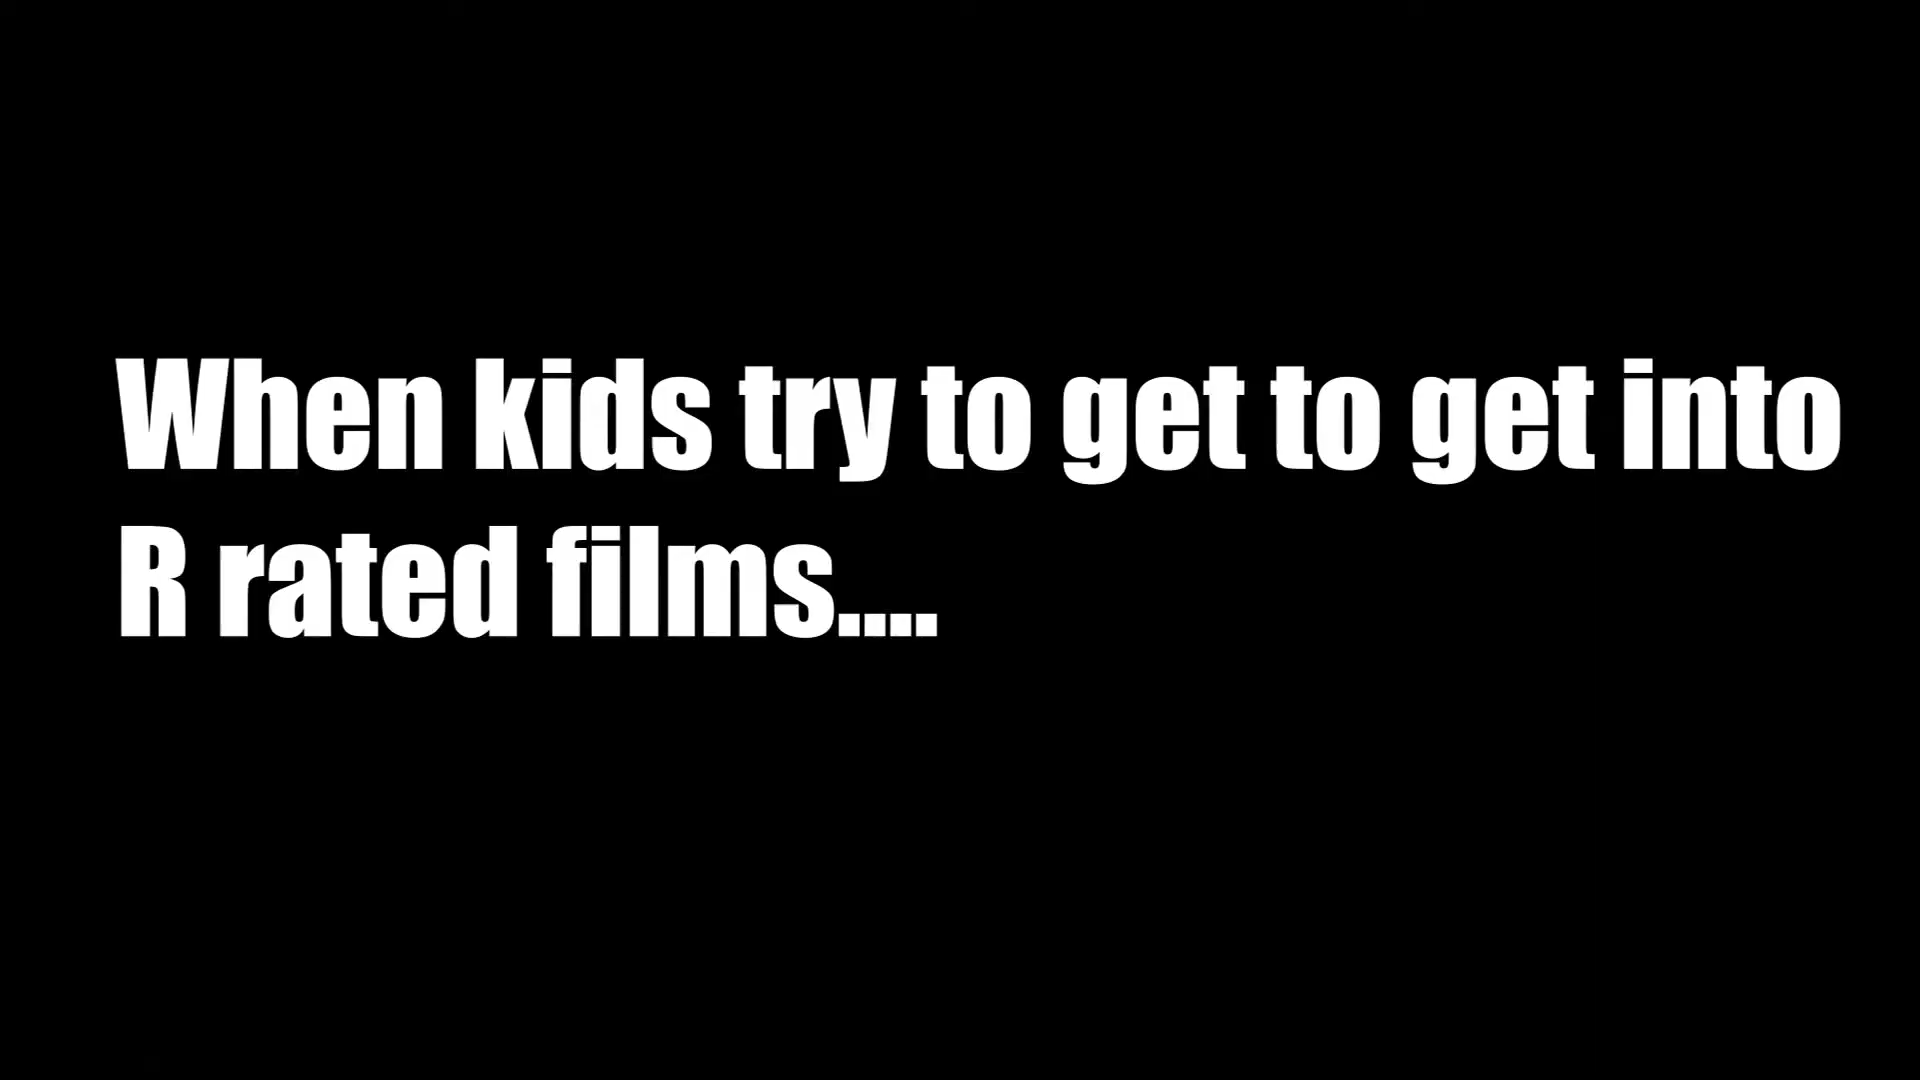 When kids try to get to get into
R rated films....